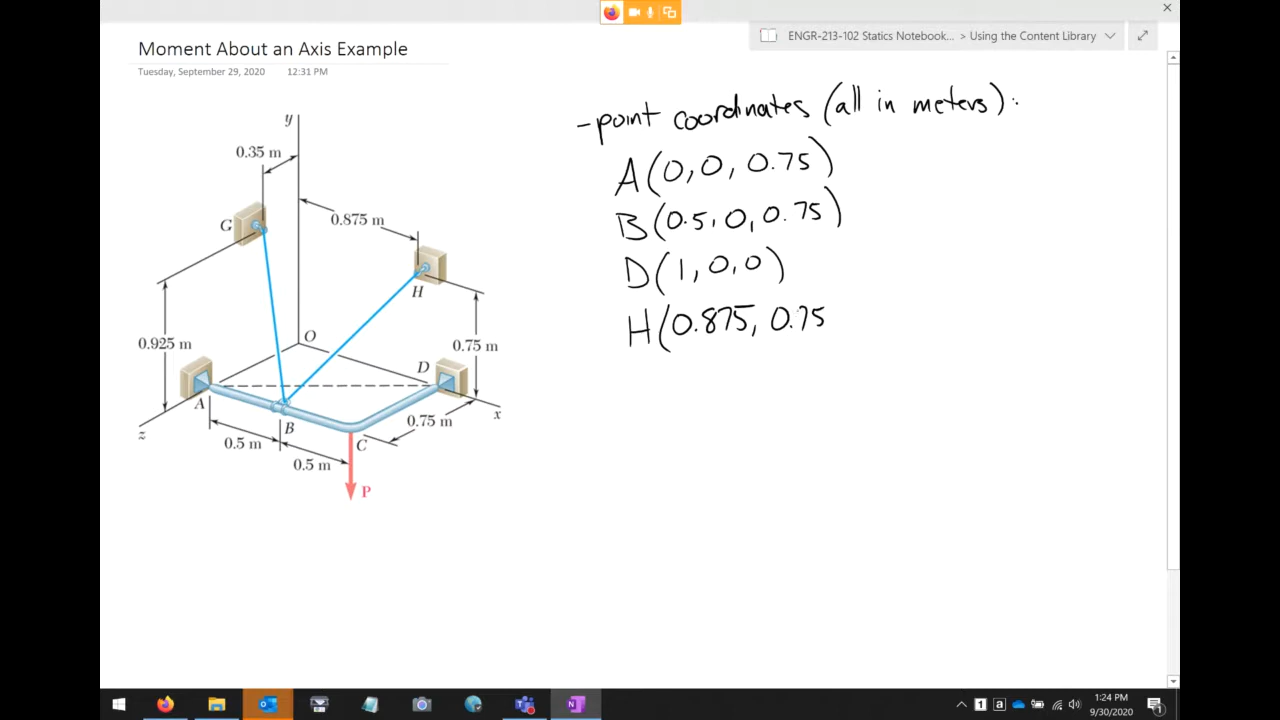 ENGR-213-102 Statics Notebook... > Using the Content Library
Moment About an Axis Example
Tuesday, September 29, 2020 12:31 PM
-point coordinates (all in meters):
A(0,0,0.75)
B(0.5,0,0.75)
D(1,0,0)
H(0.875, 0.75
y
0.35 m
G
0.875 m
H
O
0.925 m
0.75 m
D
A
x
z
B
0.75 m
0.5 m
C
0.5 m
P
1:24 PM
9/30/2020